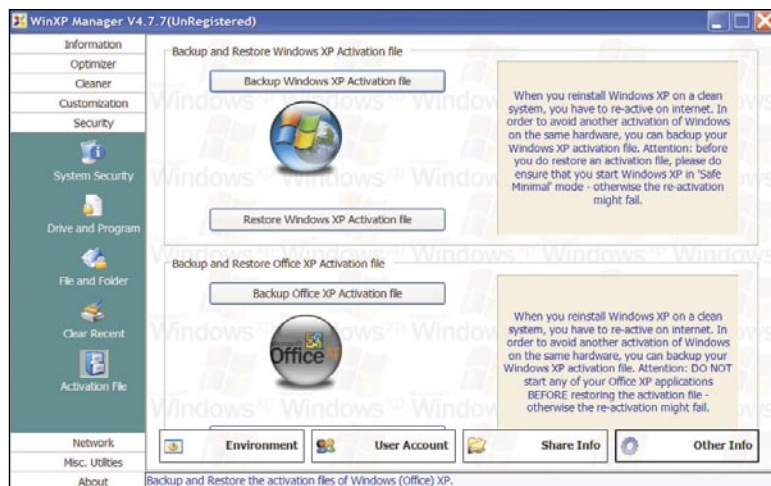 WinXP Manager V4.7.7(UnRegistered)
Information
Optimizer
Cleaner
Customization
Security
System Security
Drive and Program
File and Folder
Clear Recent
Activation File
Network
Misc. Utilities
About
Backup and Restore Windows XP Activation file
Backup Windows XP Activation file
Restore Windows XP Activation file
When you reinstall Windows XP on a clean
system, you have to re-active on internet. In
order to avoid another activation of Windows
on the same hardware, you can backup your
Windows XP activation file. Attention: before
you do restore an activation file, please do
ensure that you start Windows XP in 'Safe
Minimal' mode - otherwise the re-activation
might fail.
Backup and Restore Office XP Activation file
Backup Office XP Activation file
Microsoft
Office XP
When you reinstall Windows XP on a clean
system, you have to re-active on internet. In
order to avoid another activation of Windows
on the same hardware, you can backup your
Windows XP activation file. Attention: DO NOT
start any of your Office XP applications
BEFORE restoring the activation file -
otherwise the re-activation might fail.
Environment
User Account
Share Info
Other Info
Backup and Restore the activation files of Windows (Office) XP.